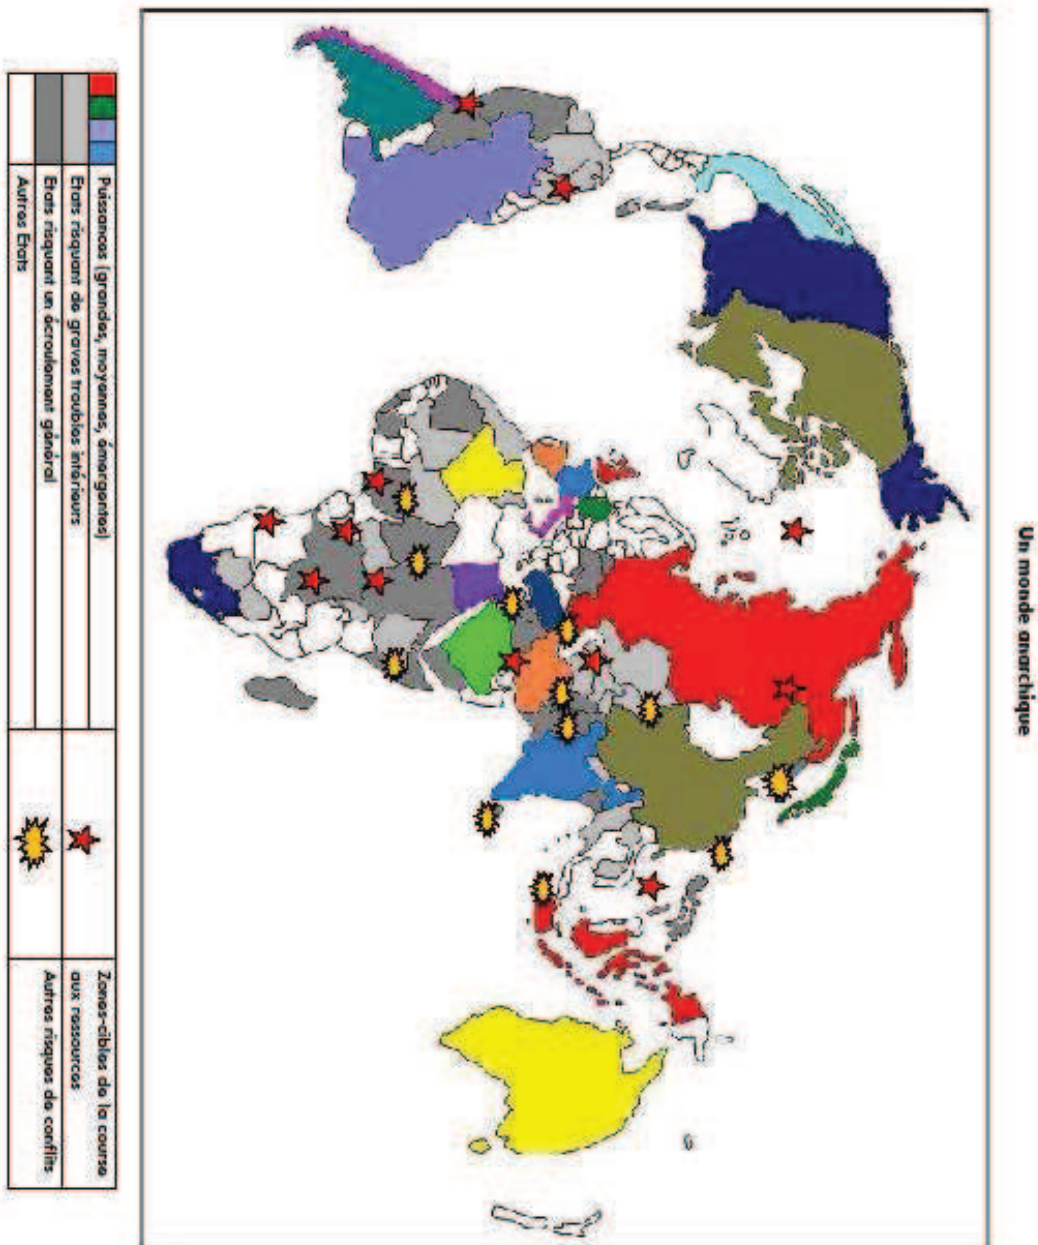 Un monde anarchique
Puissances (grandes, moyennes, émergentes)
Etats risquant de graves troubles intérieurs
Etats risquant un écroulement général
Autres Etats
Zones-cibles de la course
aux ressources
Autres risques de conflits